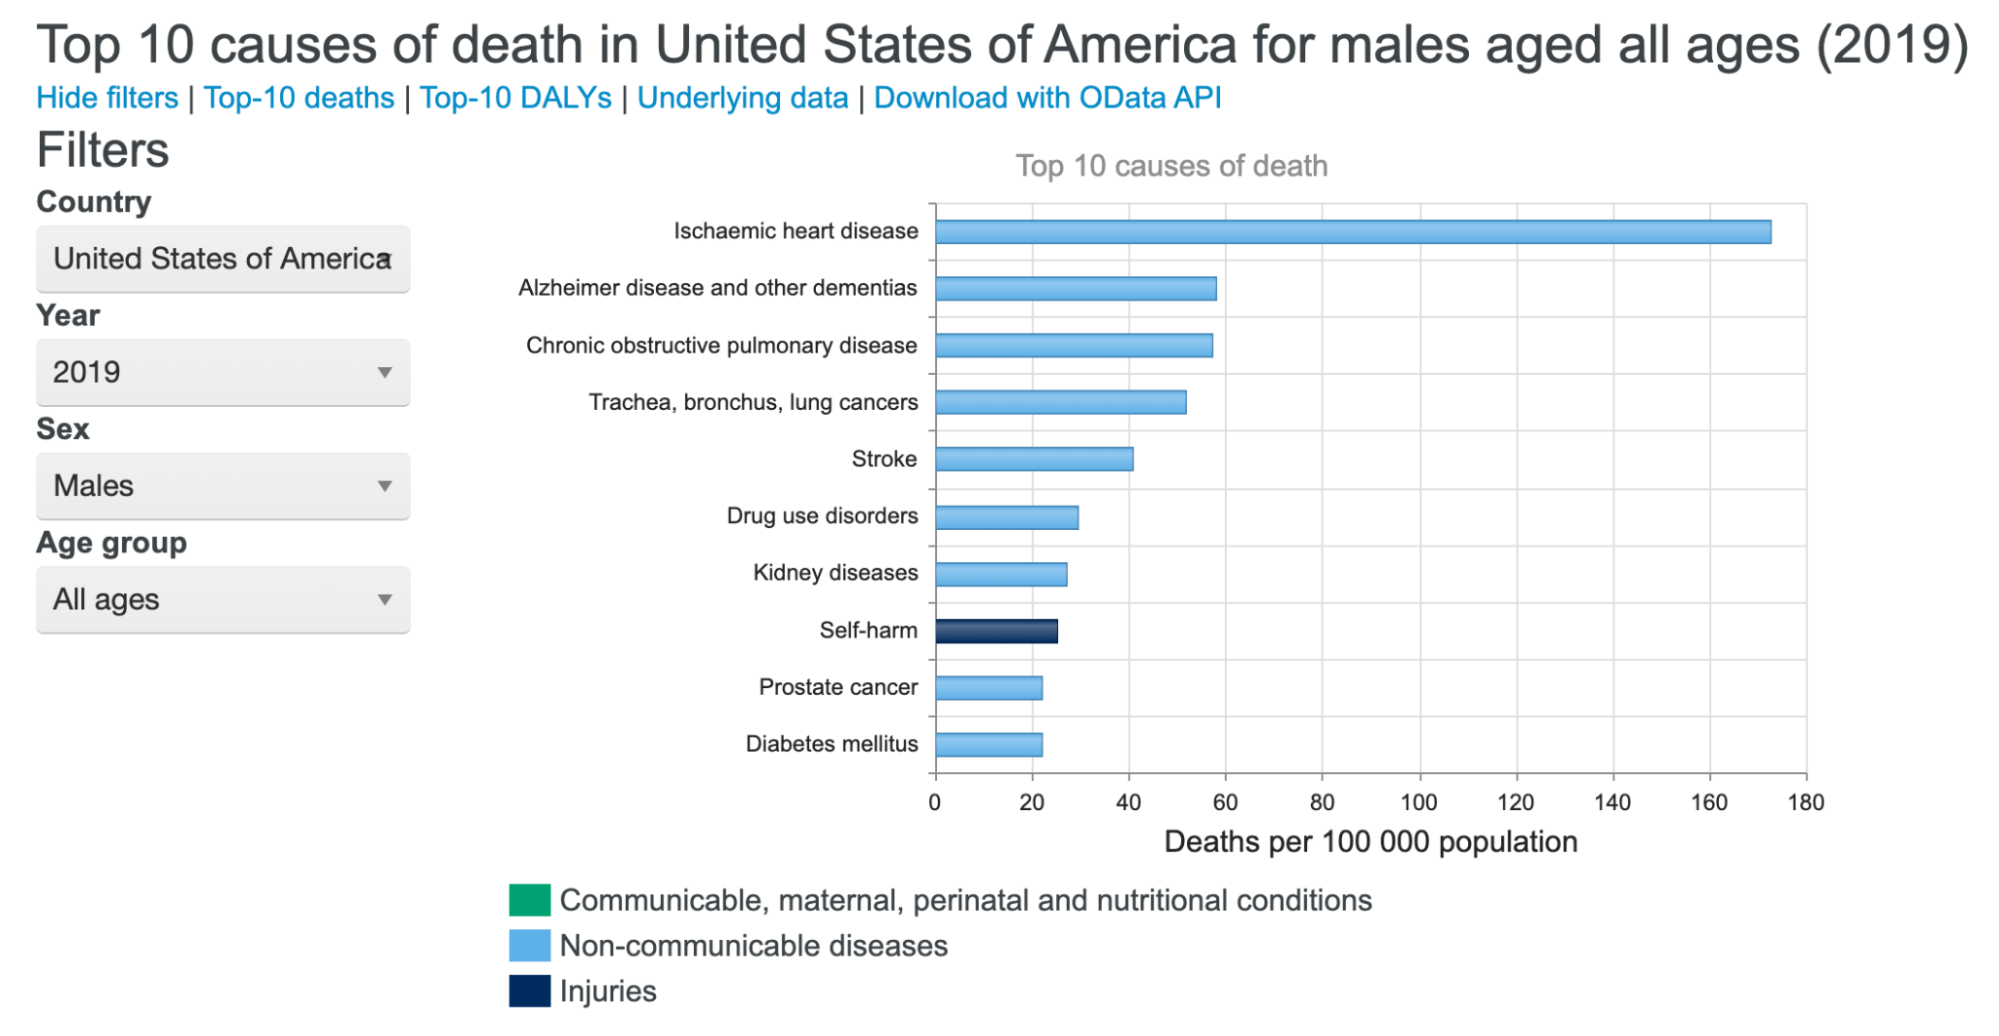 Top 10 causes of death in United States of America for males aged all ages (2019)
Hide filters | Top-10 deaths | Top-10 DALYs | Underlying data | Download with OData API
Filters
Country
United States of America
Year
2019
Sex
Males
Age group
All ages
Top 10 causes of death
Ischaemic heart disease
Alzheimer disease and other dementias
Chronic obstructive pulmonary disease
Trachea, bronchus, lung cancers
Stroke
Drug use disorders
Kidney diseases
Self-harm
Prostate cancer
Diabetes mellitus
0 20 40 60 80 100 120 140 160 180
Deaths per 100 000 population
Communicable, maternal, perinatal and nutritional conditions
Non-communicable diseases
Injuries